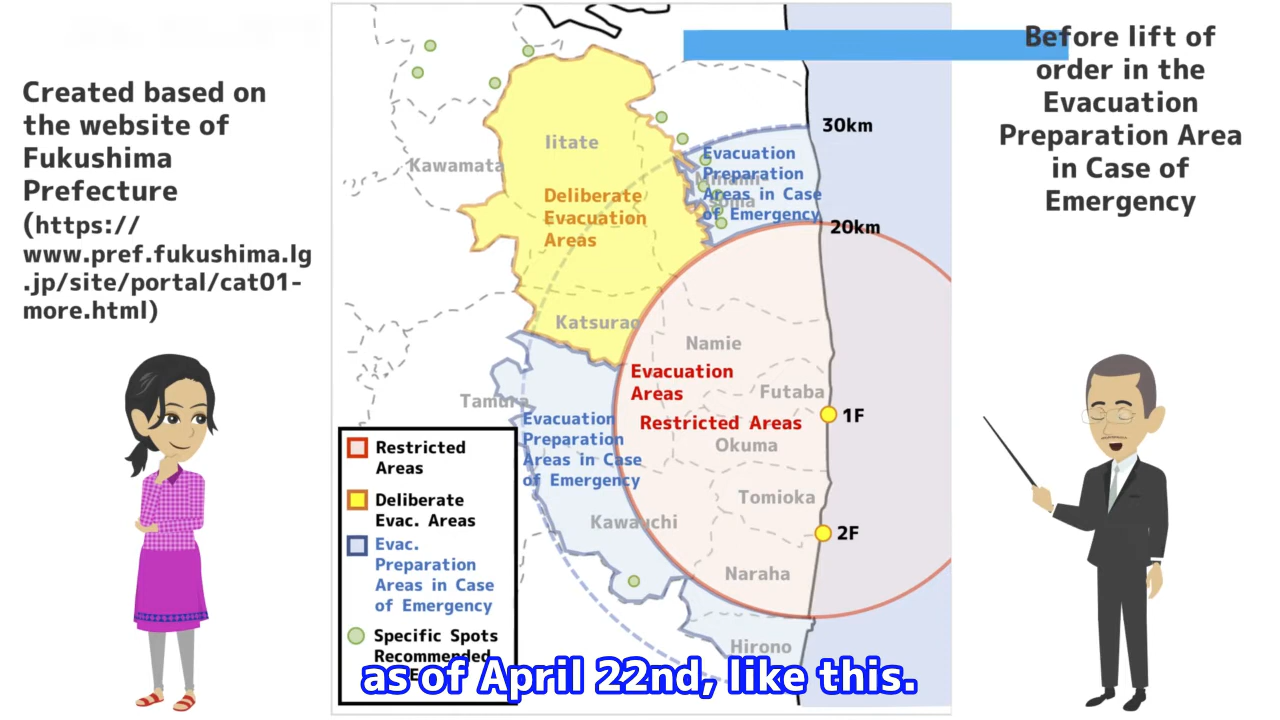 Created based on
the website of
Fukushima
Prefecture
(https://
www.pref.fukushima.lg
.jp/site/portal/cat01-
more.html)
Before lift of
order in the
Evacuation
Preparation Area
in Case of
Emergency
30km
20km
Iitate
Kawamata
Deliberate
Evacuation
Areas
Evacuation
Preparation
Areas in Case
of Emergency
Katsurao
Namie
Evacuation
Areas
Futaba
Restricted Areas
1F
Okuma
Tamura
Evacuation
Preparation
Areas in Case
of Emergency
Tomioka
Kawauchi
2F
Naraha
Hirono
Restricted
Areas
Deliberate
Evac. Areas
Evac.
Preparation
Areas in Case
of Emergency
Specific Spots
Recommended
as of April 22nd, like this.